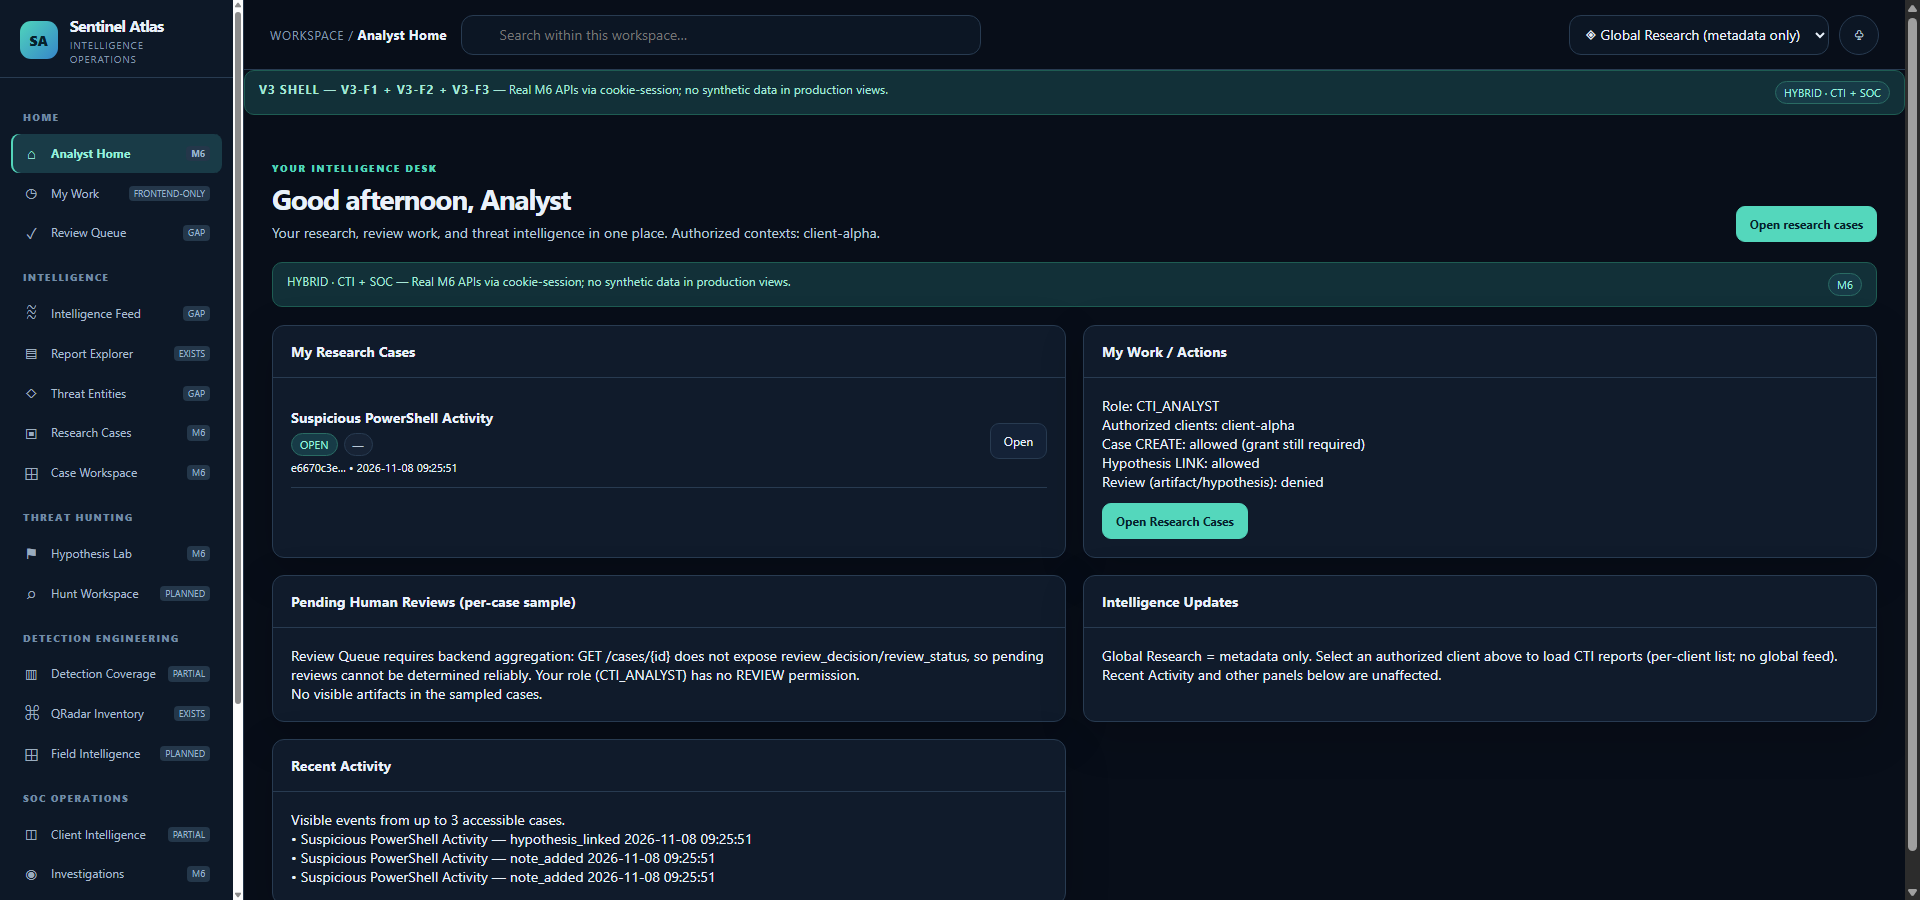 SA
Sentinel Atlas
INTELLIGENCE
OPERATIONS
HOME
Analyst Home M6
My Work FRONTEND-ONLY
Review Queue GAP
INTELLIGENCE
Intelligence Feed GAP
Report Explorer EXISTS
Threat Entities GAP
Research Cases M6
Case Workspace M6
THREAT HUNTING
Hypothesis Lab M6
Hunt Workspace PLANNED
DETECTION ENGINEERING
Detection Coverage PARTIAL
QRadar Inventory EXISTS
Field Intelligence PLANNED
SOC OPERATIONS
Client Intelligence PARTIAL
Investigations M6
WORKSPACE / Analyst Home
Search within this workspace...
◈ Global Research (metadata only)
V3 SHELL — V3-F1 + V3-F2 + V3-F3 — Real M6 APIs via cookie-session; no synthetic data in production views.
HYBRID · CTI + SOC
YOUR INTELLIGENCE DESK
Good afternoon, Analyst
Your research, review work, and threat intelligence in one place. Authorized contexts: client-alpha.
Open research cases
HYBRID · CTI + SOC — Real M6 APIs via cookie-session; no synthetic data in production views.
M6
My Research Cases
Suspicious PowerShell Activity
OPEN —
e6670c3e... • 2026-11-08 09:25:51
Open
My Work / Actions
Role: CTI_ANALYST
Authorized clients: client-alpha
Case CREATE: allowed (grant still required)
Hypothesis LINK: allowed
Review (artifact/hypothesis): denied
Open Research Cases
Pending Human Reviews (per-case sample)
Review Queue requires backend aggregation: GET /cases/{id} does not expose review_decision/review_status, so pending
reviews cannot be determined reliably. Your role (CTI_ANALYST) has no REVIEW permission.
No visible artifacts in the sampled cases.
Intelligence Updates
Global Research = metadata only. Select an authorized client above to load CTI reports (per-client list; no global feed).
Recent Activity and other panels below are unaffected.
Recent Activity
Visible events from up to 3 accessible cases.
• Suspicious PowerShell Activity — hypothesis_linked 2026-11-08 09:25:51
• Suspicious PowerShell Activity — note_added 2026-11-08 09:25:51
• Suspicious PowerShell Activity — note_added 2026-11-08 09:25:51